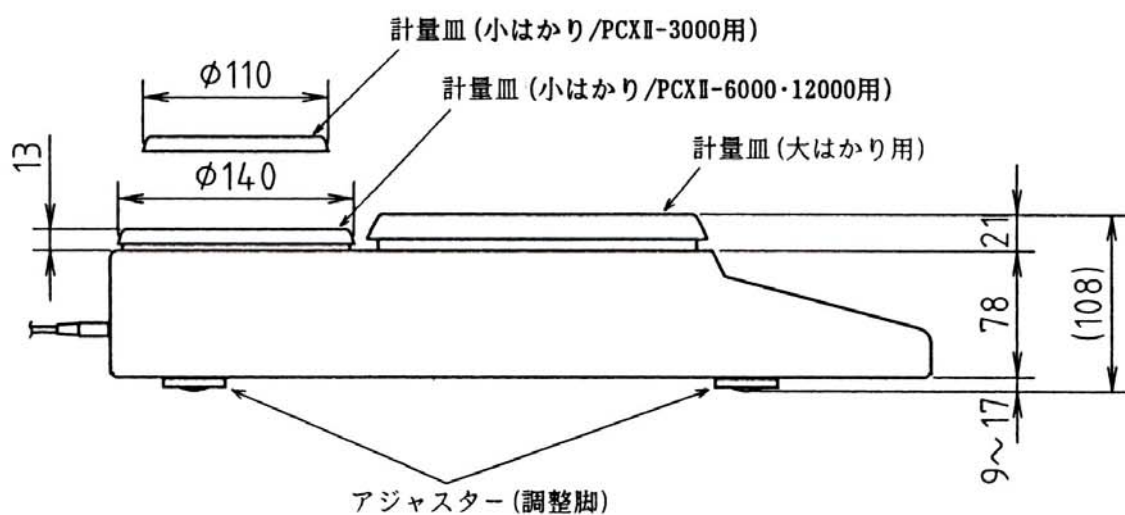 計量皿(小はかり/PCXⅡ-3000用)
φ110
計量皿(小はかり/PCXⅡ-6000・12000用)
13
計量皿(大はかり用)
φ140
21
78
(108)
9〜17
アジャスター(調整脚)